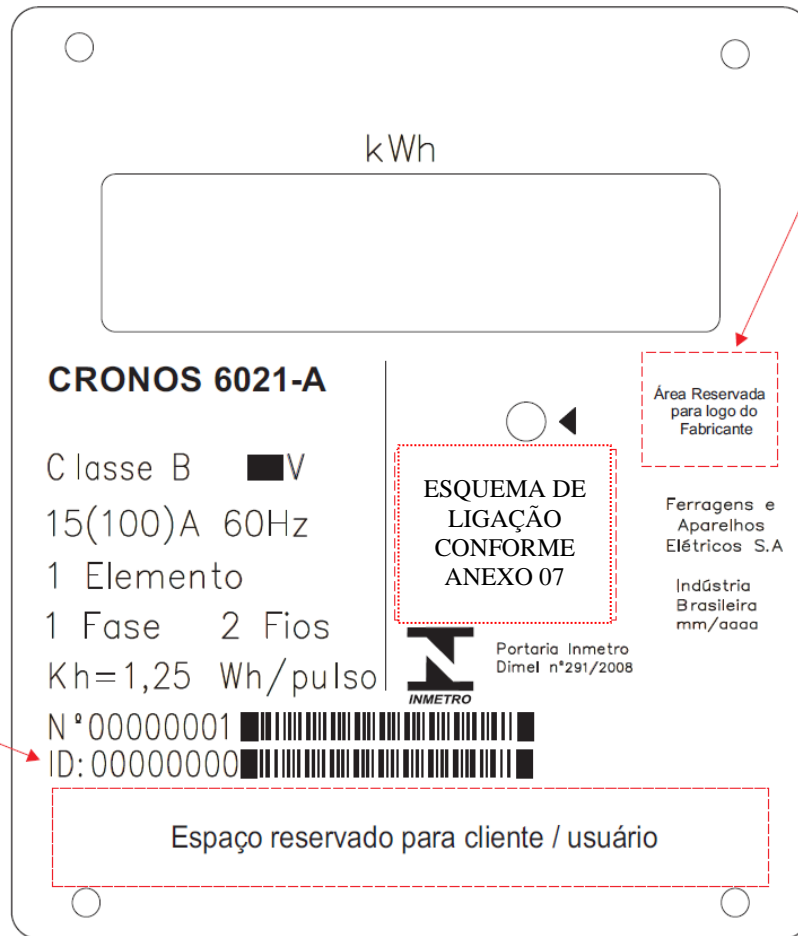 kWh
CRONOS 6021-A
Classe B V
15(100)A 60Hz
1 Elemento
1 Fase 2 Fios
Kh=1,25 Wh/pulso
ESQUEMA DE
LIGAÇÃO
CONFORME
ANEXO 07
INMETRO
Portaria Inmetro
Dimel nº291/2008
Área Reservada
para logo do
Fabricante
Ferragens e
Aparelhos
Elétricos S.A
Indústria
Brasileira
mm/aaaa
Nº00000001
ID:00000000
Espaço reservado para cliente / usuário